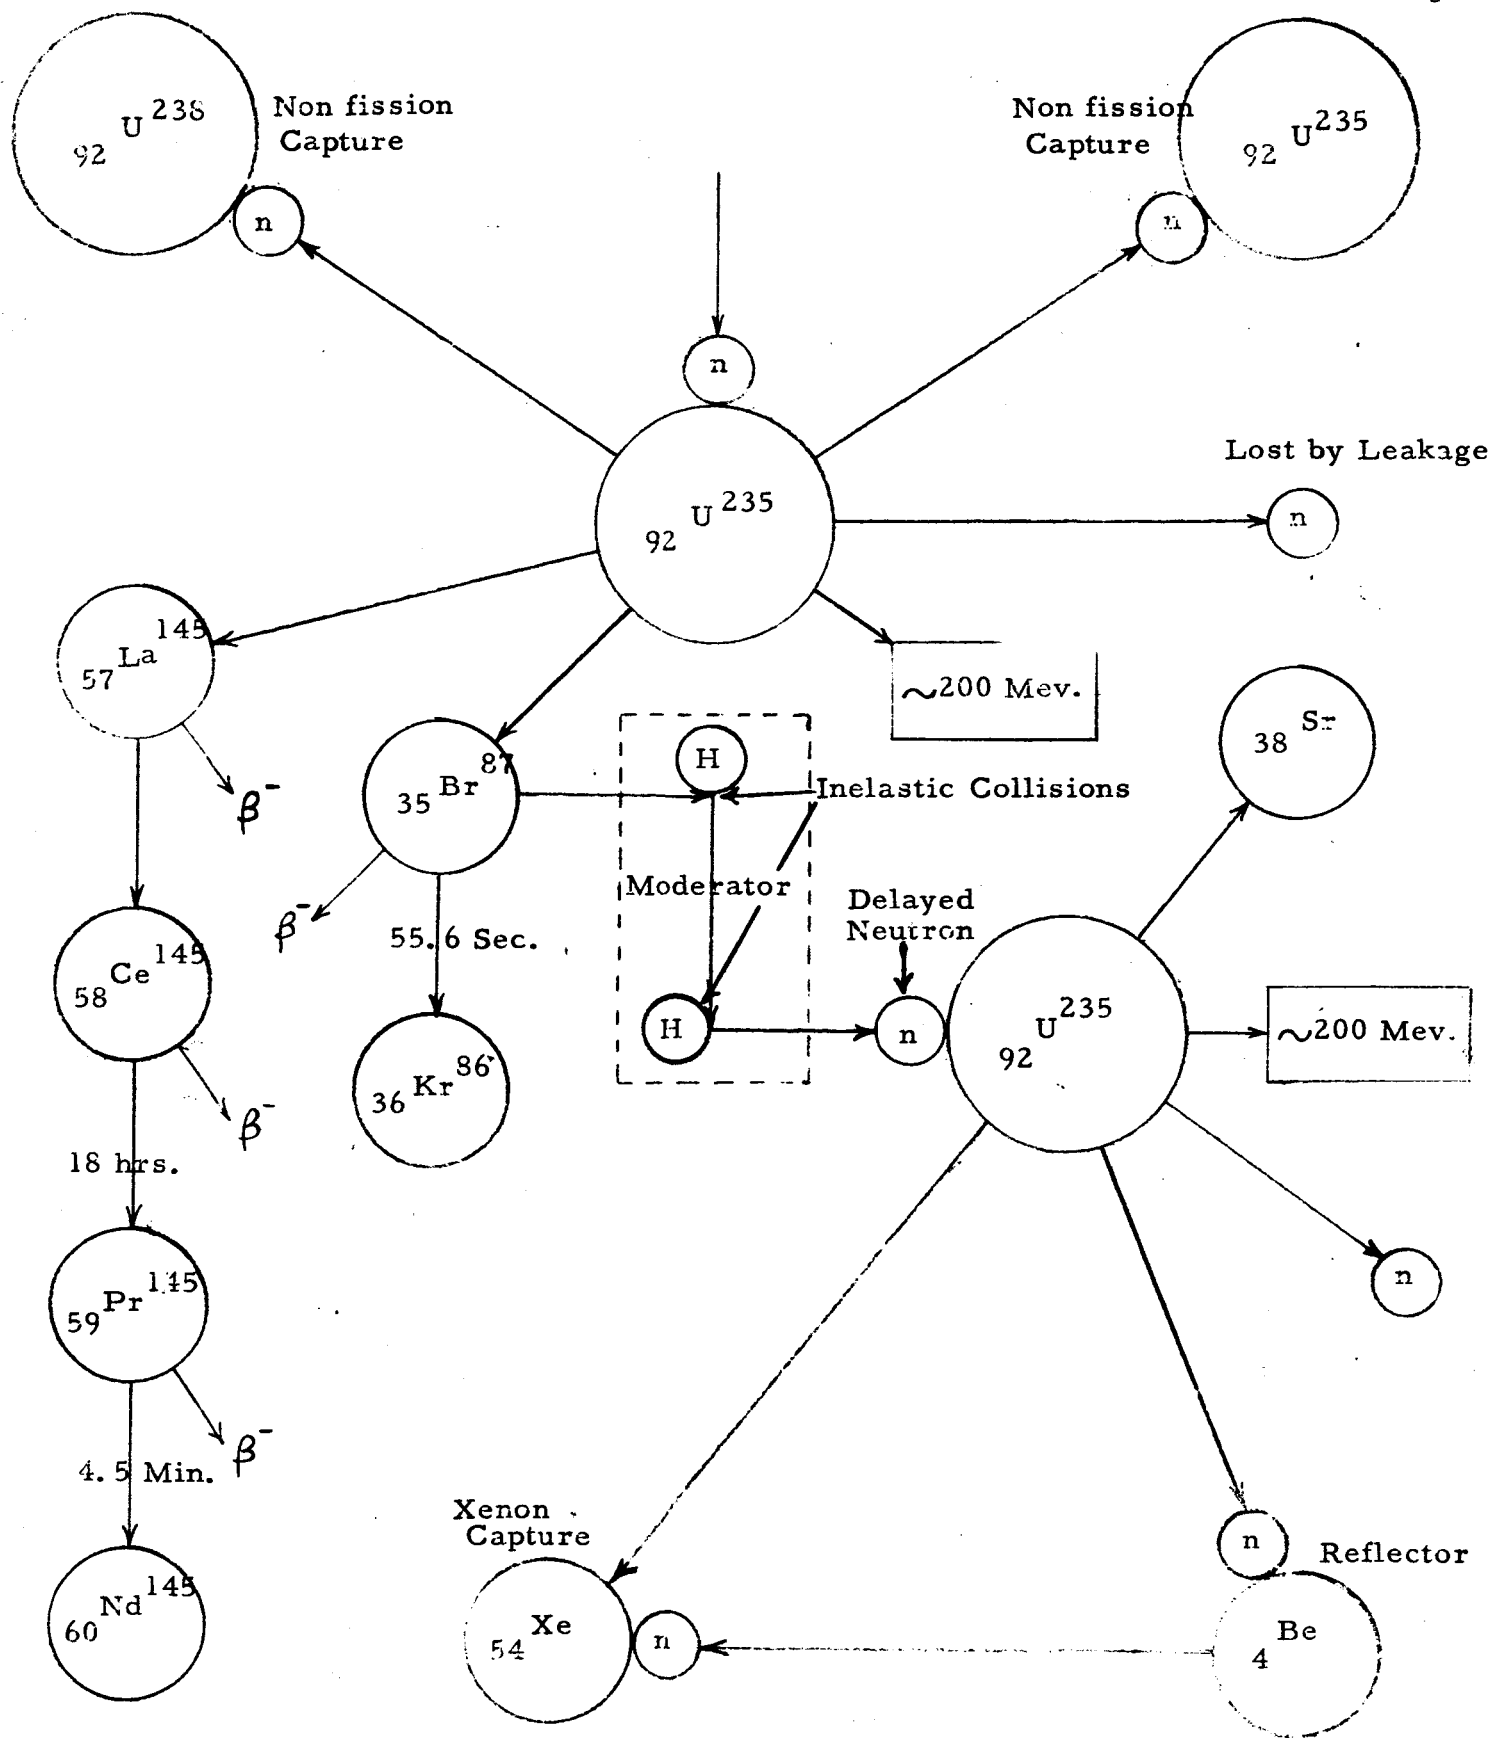 Non fission
Capture
92 U 238
n
Non fission
Capture
92 U 235
n
n
92 U 235
Lost by Leakage
n
~200 Mev.
57 La 145
β-
35 Br 87
β-
55.6 Sec.
36 Kr 86
H
Inelastic Collisions
Moderator
H
Delayed
Neutron
n
92 U 235
38 Sr
~200 Mev.
n
58 Ce 145
β-
18 hrs.
59 Pr 145
β-
4.5 Min.
60 Nd 145
Xenon
Capture
54 Xe
n
n
Reflector
4 Be